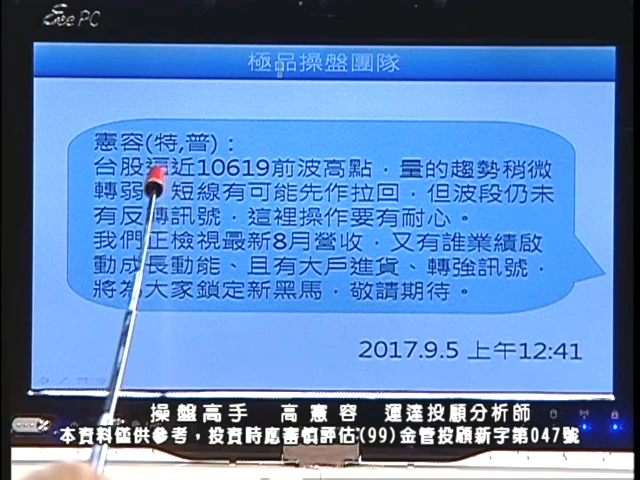 Eee PC
極品操盤團隊
憲容(特,普)：
台股逼近10619前波高點，量的趨勢稍微
轉弱，短線有可能先作拉回，但波段仍未
有反轉訊號，這裡操作要有耐心。
我們正檢視最新8月營收，又有誰業績啟
動成長動能、且有大戶進貨、轉強訊號，
將為大家鎖定新黑馬，敬請期待。
2017.9.5 上午12:41
操盤高手 高憲容 運達投顧分析師
本資料僅供參考，投資時應審慎評估(99)金管投顧新字第047號